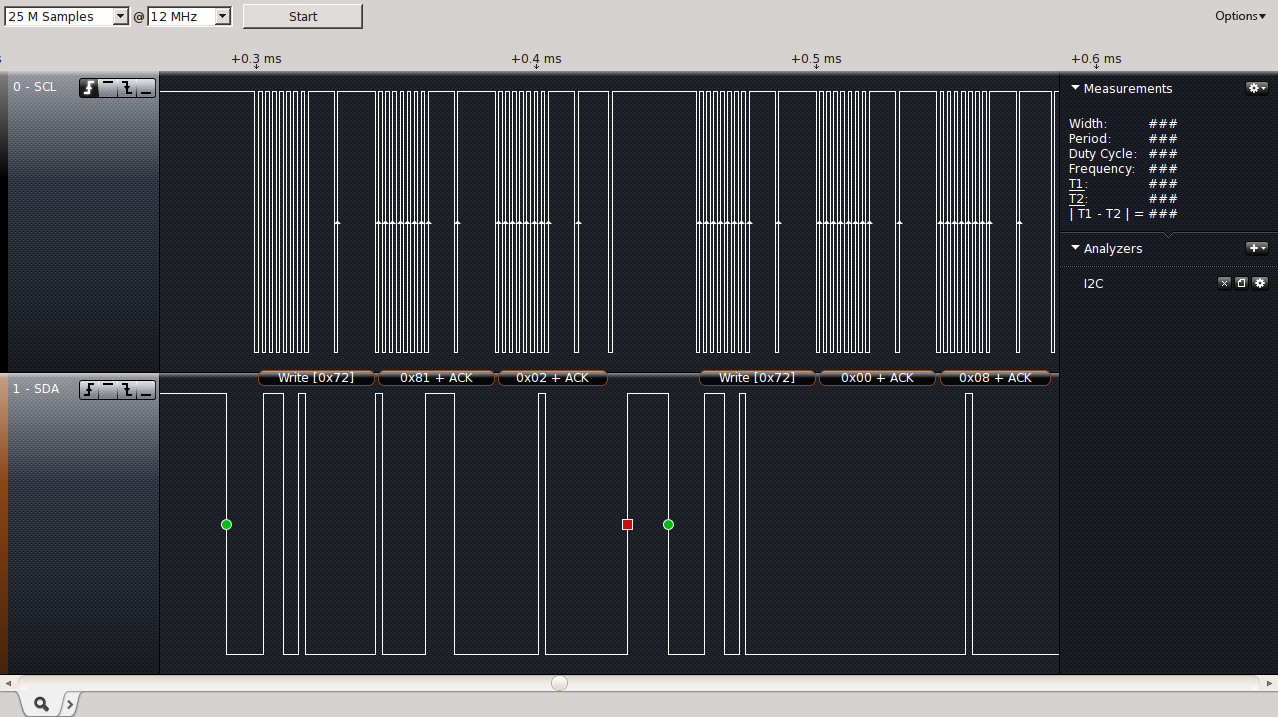 25 M Samples @ 12 MHz Start Options
s +0.3 ms +0.4 ms +0.5 ms +0.6 ms
0 - SCL
Measurements
Width: ###
Period: ###
Duty Cycle: ###
Frequency: ###
T1: ###
T2: ###
| T1 - T2 | = ###
Analyzers
I2C
1 - SDA
Write [0x72] 0x81 + ACK 0x02 + ACK Write [0x72] 0x00 + ACK 0x08 + ACK